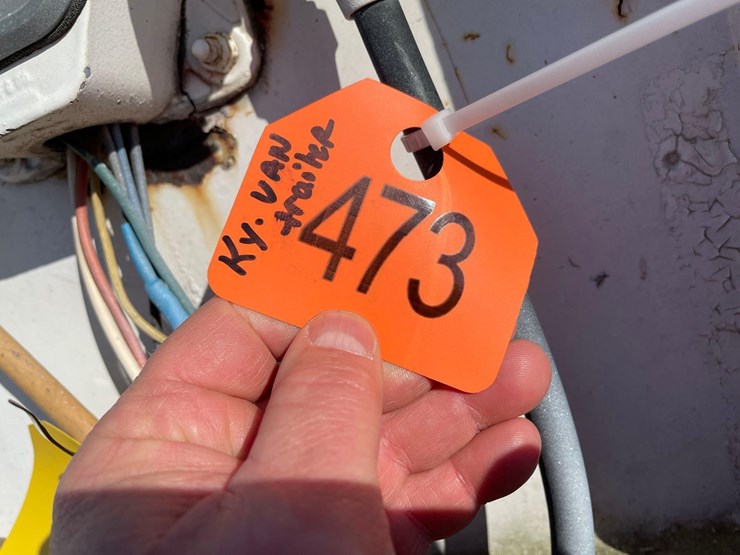 Ky. VAN
trailer
473